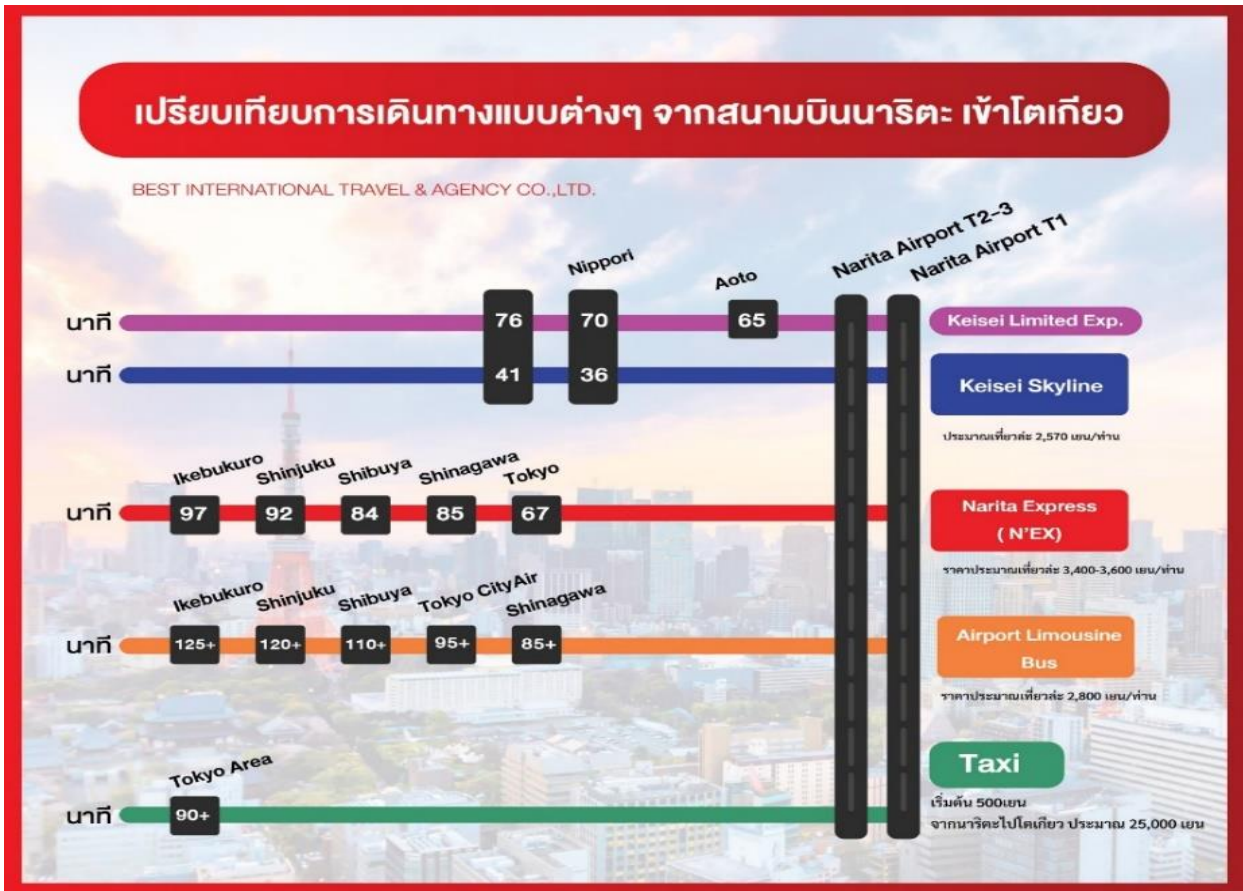 เปรียบเทียบการเดินทางแบบต่างๆ จากสนามบินนาริตะ เข้าโตเกียว
BEST INTERNATIONAL TRAVEL & AGENCY CO.,LTD.
Nippori
Aoto
Narita Airport T2-3
Narita Airport T1
นาที
76
70
65
Keisei Limited Exp.
นาที
41
36
Keisei Skyline
ประมาณเที่ยวล่ะ 2,570 เยน/ท่าน
Ikebukuro
Shinjuku
Shibuya
Shinagawa
Tokyo
นาที
97
92
84
85
67
Narita Express
( N'EX)
ราคาประมาณเที่ยวล่ะ 3,400-3,600 เยน/ท่าน
Ikebukuro
Shinjuku
Shibuya
Tokyo CityAir
Shinagawa
นาที
125+
120+
110+
95+
85+
Airport Limousine
Bus
ราคาประมาณเที่ยวล่ะ 2,800 เยน/ท่าน
Tokyo Area
นาที
90+
Taxi
เริ่มต้น 500เยน
จากนาริตะไปโตเกียว ประมาณ 25,000 เยน